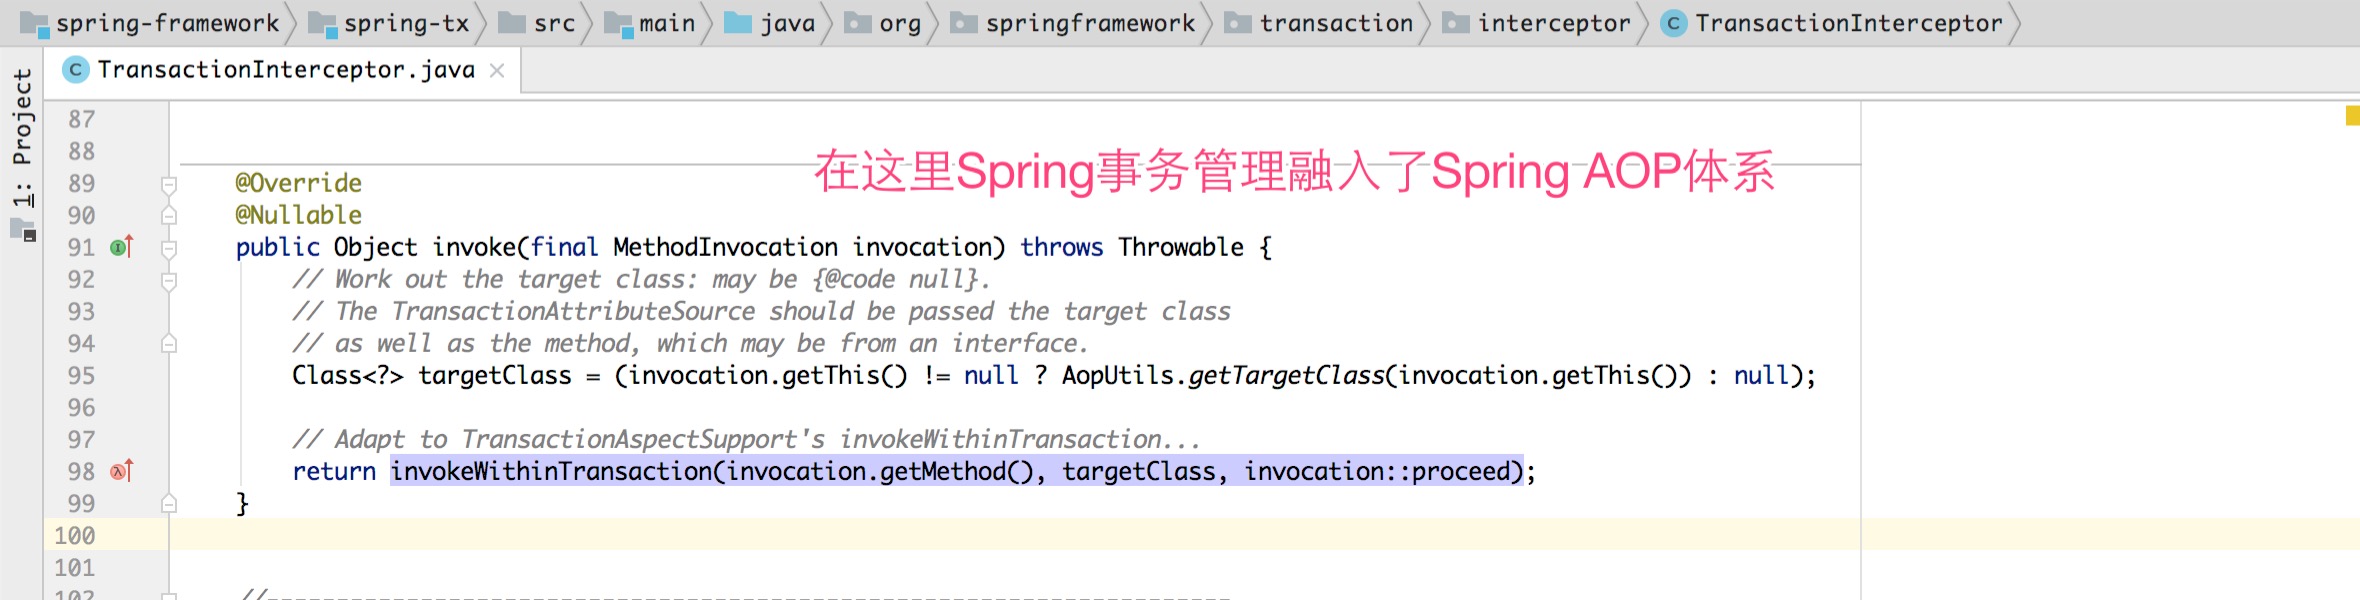 spring-framework spring-tx src main java org springframework transaction interceptor TransactionInterceptor
TransactionInterceptor.java
1: Project
87
88
在这里Spring事务管理融入了Spring AOP体系
89 @Override
90 @Nullable
91 public Object invoke(final MethodInvocation invocation) throws Throwable {
92 // Work out the target class: may be {@code null}.
93 // The TransactionAttributeSource should be passed the target class
94 // as well as the method, which may be from an interface.
95 Class<?> targetClass = (invocation.getThis() != null ? AopUtils.getTargetClass(invocation.getThis()) : null);
96
97 // Adapt to TransactionAspectSupport's invokeWithinTransaction...
98 return invokeWithinTransaction(invocation.getMethod(), targetClass, invocation::proceed);
99 }
100
101
102 //---------------------------------------------------------------------